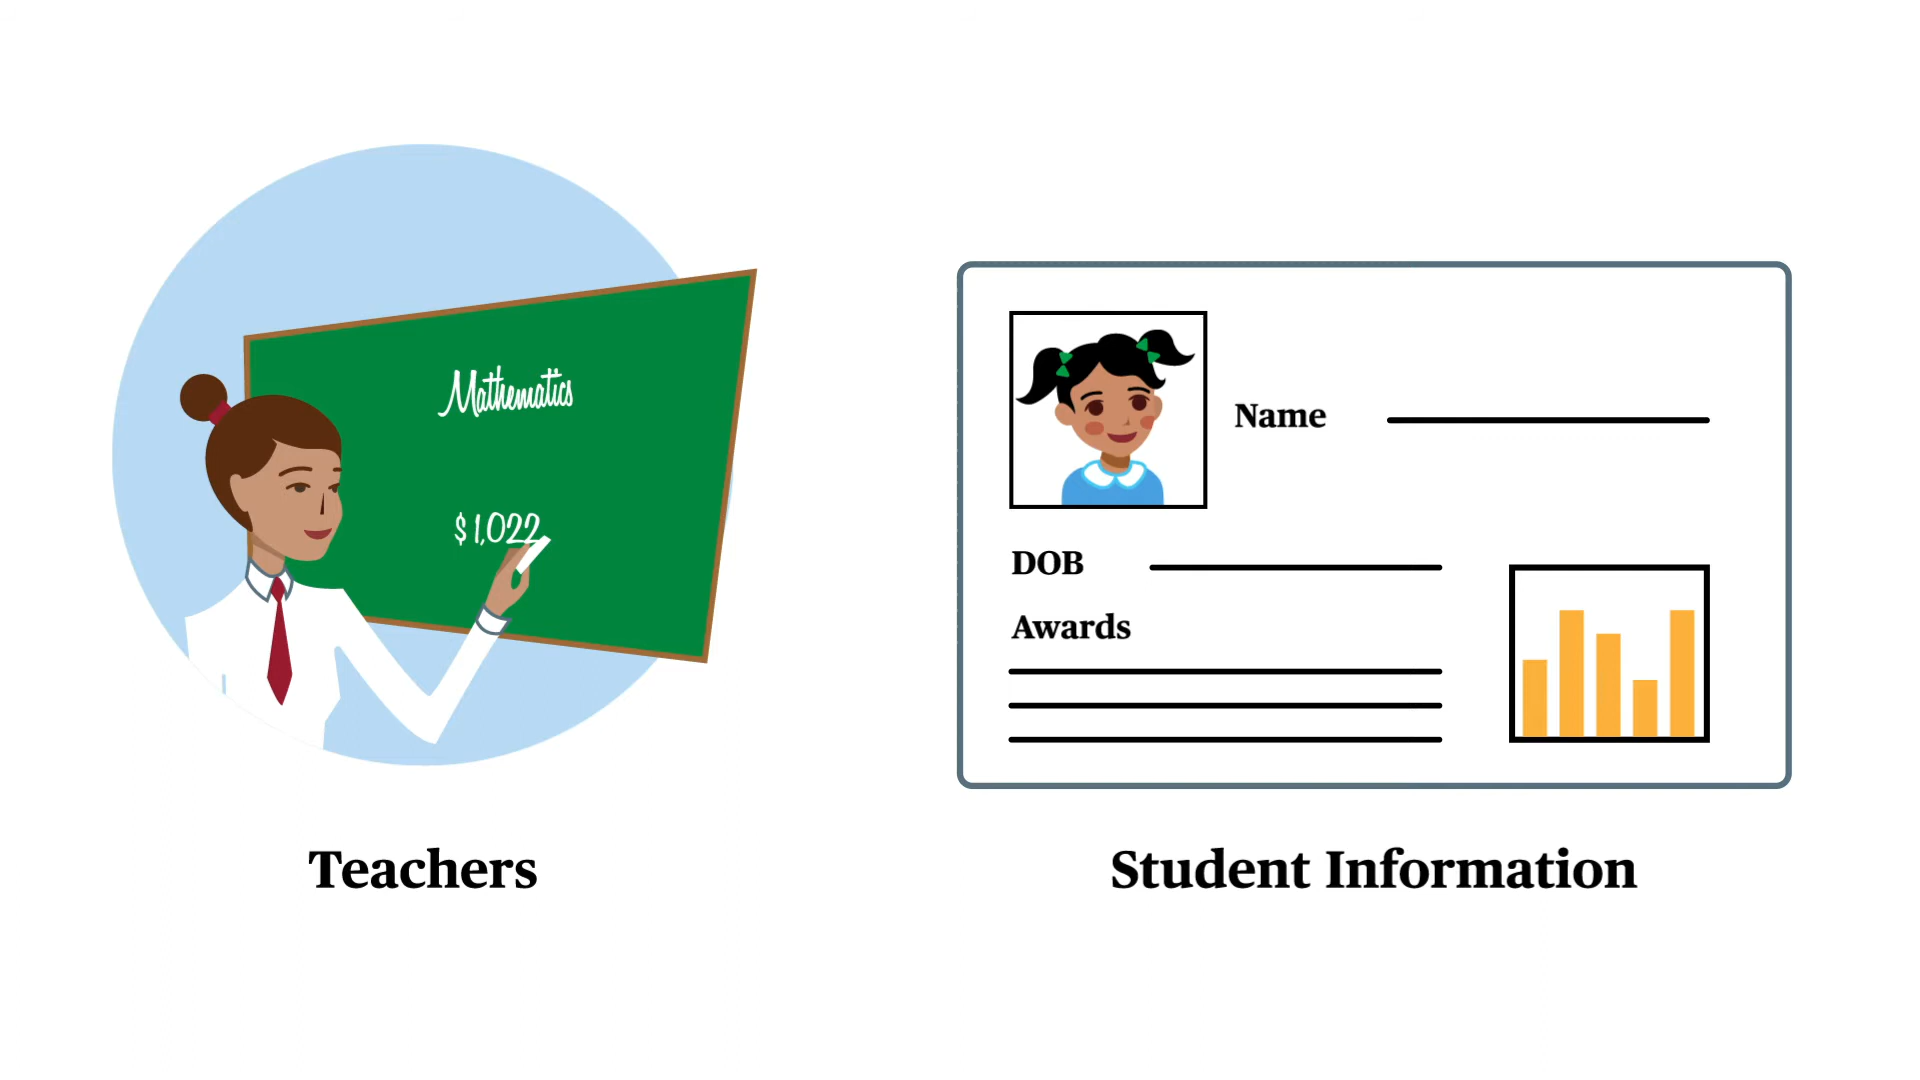 Mathematics
$1,022
Teachers
Name
DOB
Awards
Student Information